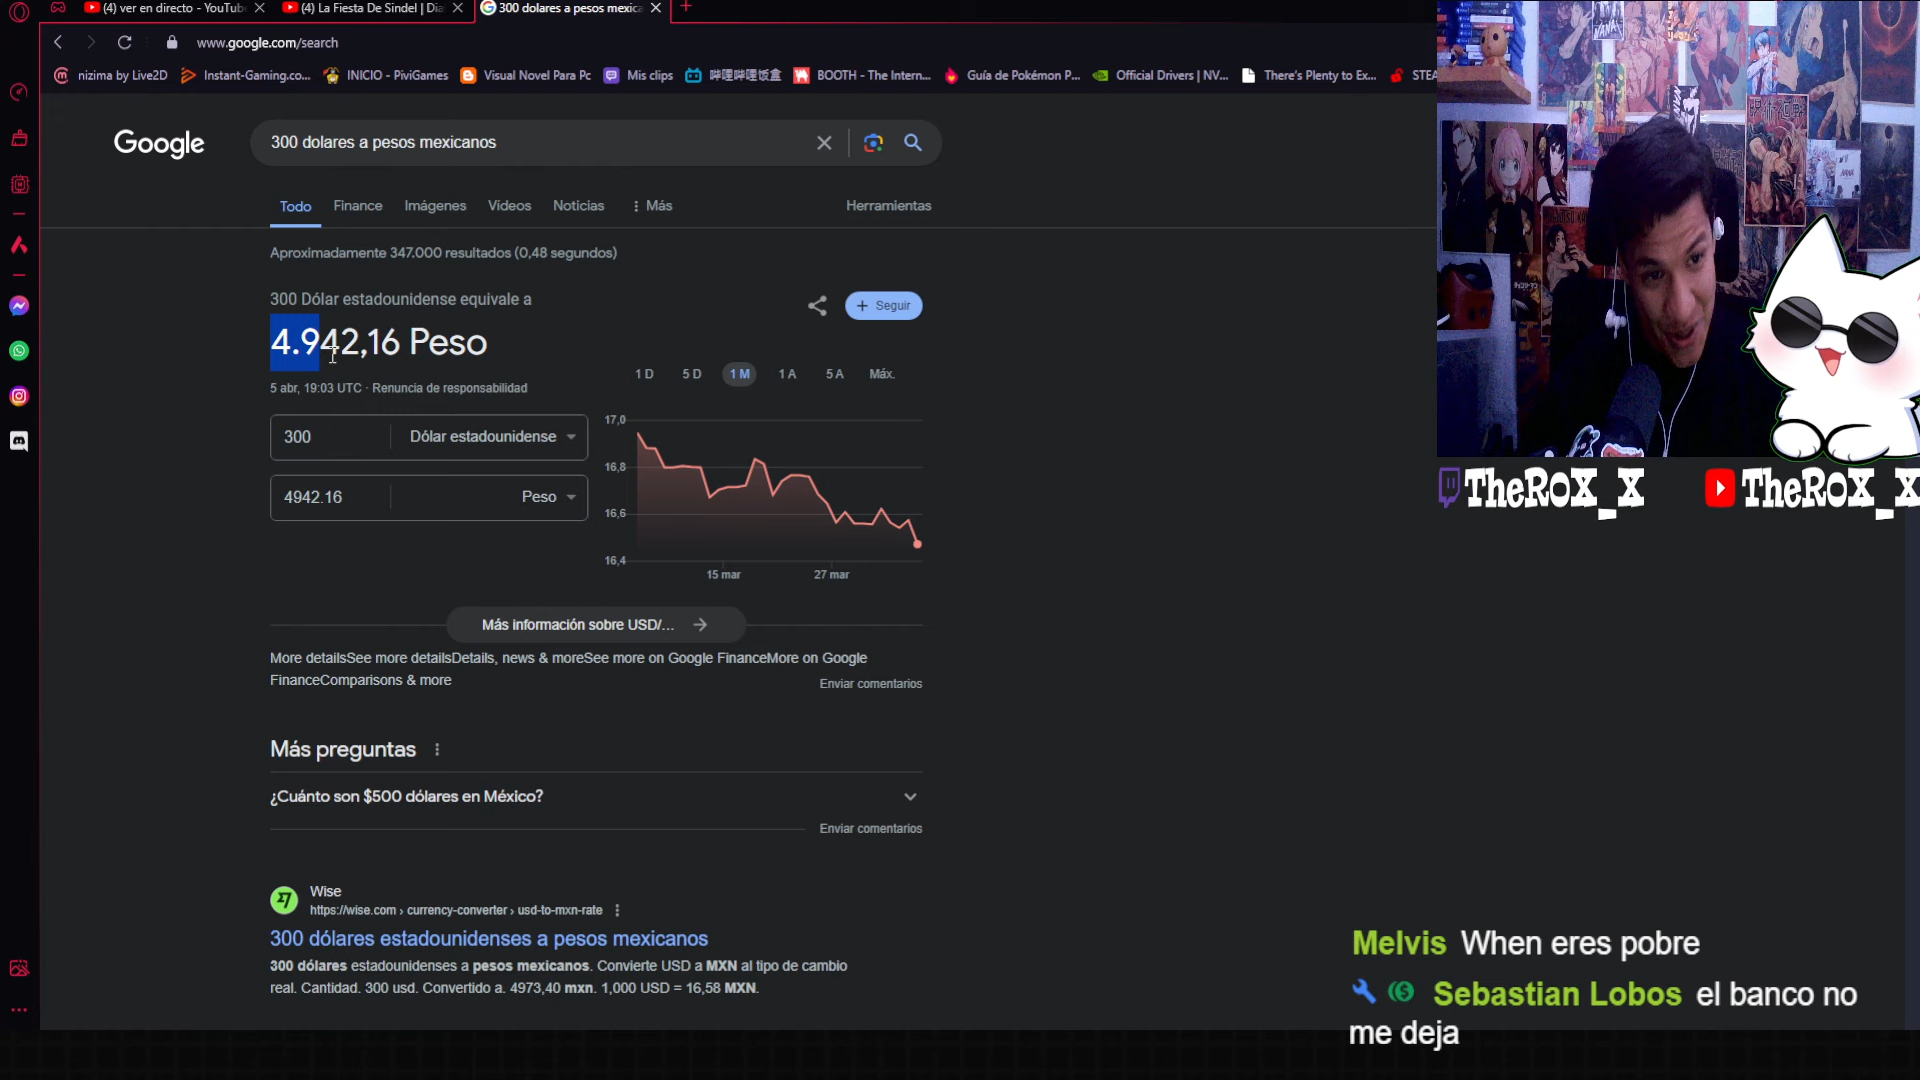 (4) ver en directo - YouTub
(4) La Fiesta De Sindel | Dia
300 dolares a pesos mexica
www.google.com/search
nizima by Live2D
Instant-Gaming.co...
INICIO - PiviGames
Visual Novel Para Pc
Mis clips
哔哩哔哩饭盒
BOOTH - The Intern...
Guía de Pokémon P...
Official Drivers | NV...
There's Plenty to Ex...
STEA
Google
300 dolares a pesos mexicanos
Todo
Finance
Imágenes
Videos
Noticias
Más
Herramientas
Aproximadamente 347.000 resultados (0,48 segundos)
300 Dólar estadounidense equivale a
4.942,16 Peso
Seguir
5 abr, 19:03 UTC · Renuncia de responsabilidad
1 D
5 D
1 M
1 A
5 A
Máx.
300
Dólar estadounidense
4942.16
Peso
17,0
16,8
16,6
16,4
15 mar
27 mar
Más información sobre USD/...
More detailsSee more detailsDetails, news & moreSee more on Google FinanceMore on Google
FinanceComparisons & more
Enviar comentarios
Más preguntas
¿Cuánto son $500 dólares en México?
Enviar comentarios
Wise
https://wise.com › currency-converter › usd-to-mxn-rate
300 dólares estadounidenses a pesos mexicanos
300 dólares estadounidenses a pesos mexicanos. Convierte USD a MXN al tipo de cambio
real. Cantidad. 300 usd. Convertido a. 4973,40 mxn. 1,000 USD = 16,58 MXN.
NANA
TheROX_X
TheROX_X
Melvis When eres pobre
Sebastian Lobos el banco no
me deja